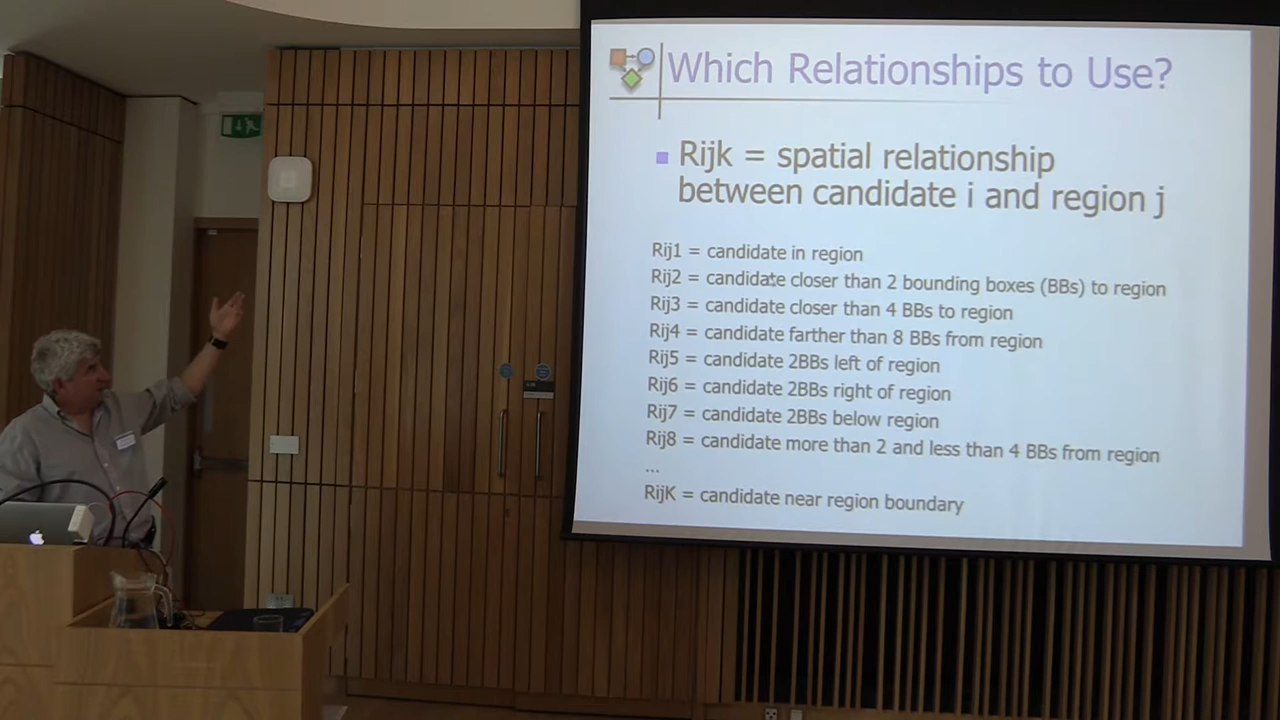 Which Relationships to Use?
Rijk = spatial relationship
between candidate i and region j
Rij1 = candidate in region
Rij2 = candidate closer than 2 bounding boxes (BBs) to region
Rij3 = candidate closer than 4 BBs to region
Rij4 = candidate farther than 8 BBs from region
Rij5 = candidate 2BBs left of region
Rij6 = candidate 2BBs right of region
Rij7 = candidate 2BBs below region
Rij8 = candidate more than 2 and less than 4 BBs from region
...
RijK = candidate near region boundary